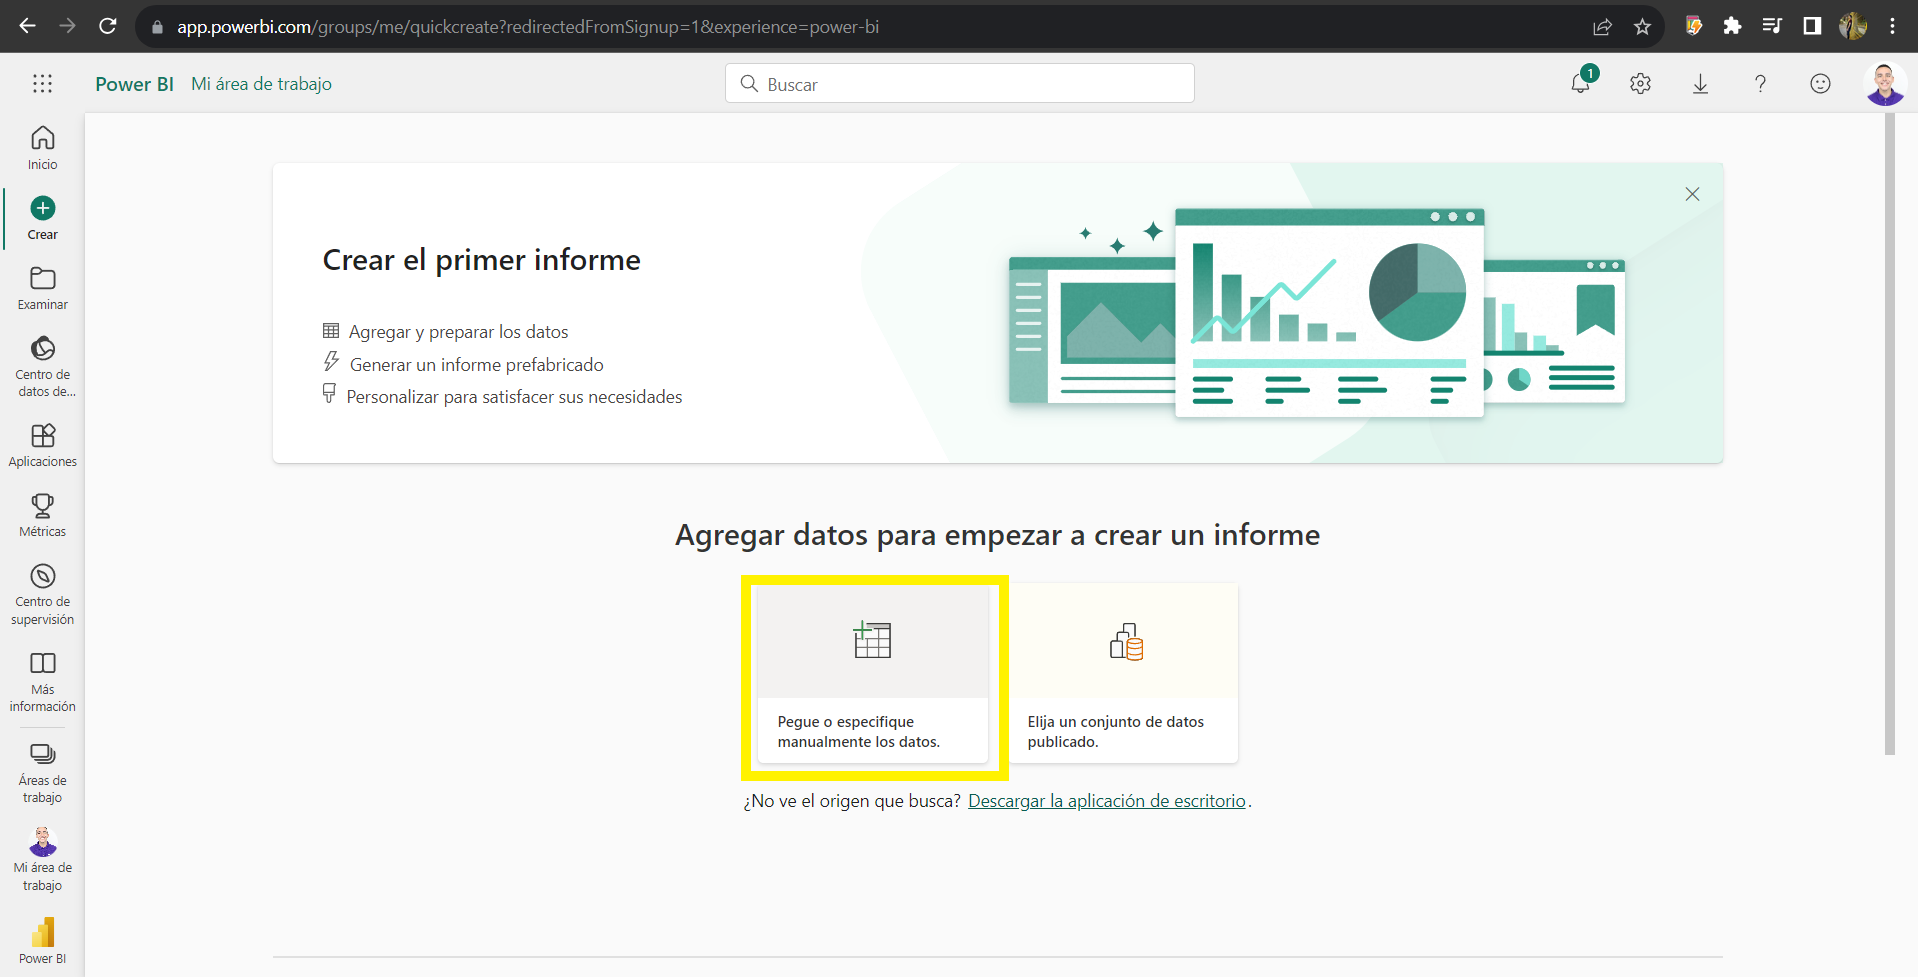 app.powerbi.com/groups/me/quickcreate?redirectedFromSignup=1&experience=power-bi
Power BI Mi área de trabajo
Buscar
1
?
Inicio
Crear
Examinar
Centro de
datos de...
Aplicaciones
Métricas
Centro de
supervisión
Más
información
Áreas de
trabajo
Mi área de
trabajo
Power BI
Crear el primer informe
Agregar y preparar los datos
Generar un informe prefabricado
Personalizar para satisfacer sus necesidades
Agregar datos para empezar a crear un informe
Pegue o especifique
manualmente los datos.
Elija un conjunto de datos
publicado.
¿No ve el origen que busca? Descargar la aplicación de escritorio.